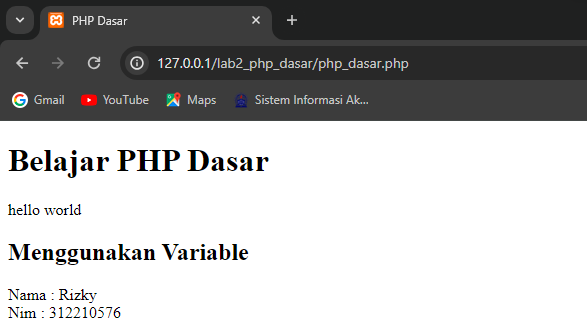 PHP Dasar
127.0.0.1/lab2_php_dasar/php_dasar.php
Gmail YouTube Maps Sistem Informasi Ak...
Belajar PHP Dasar
hello world
Menggunakan Variable
Nama : Rizky
Nim : 312210576